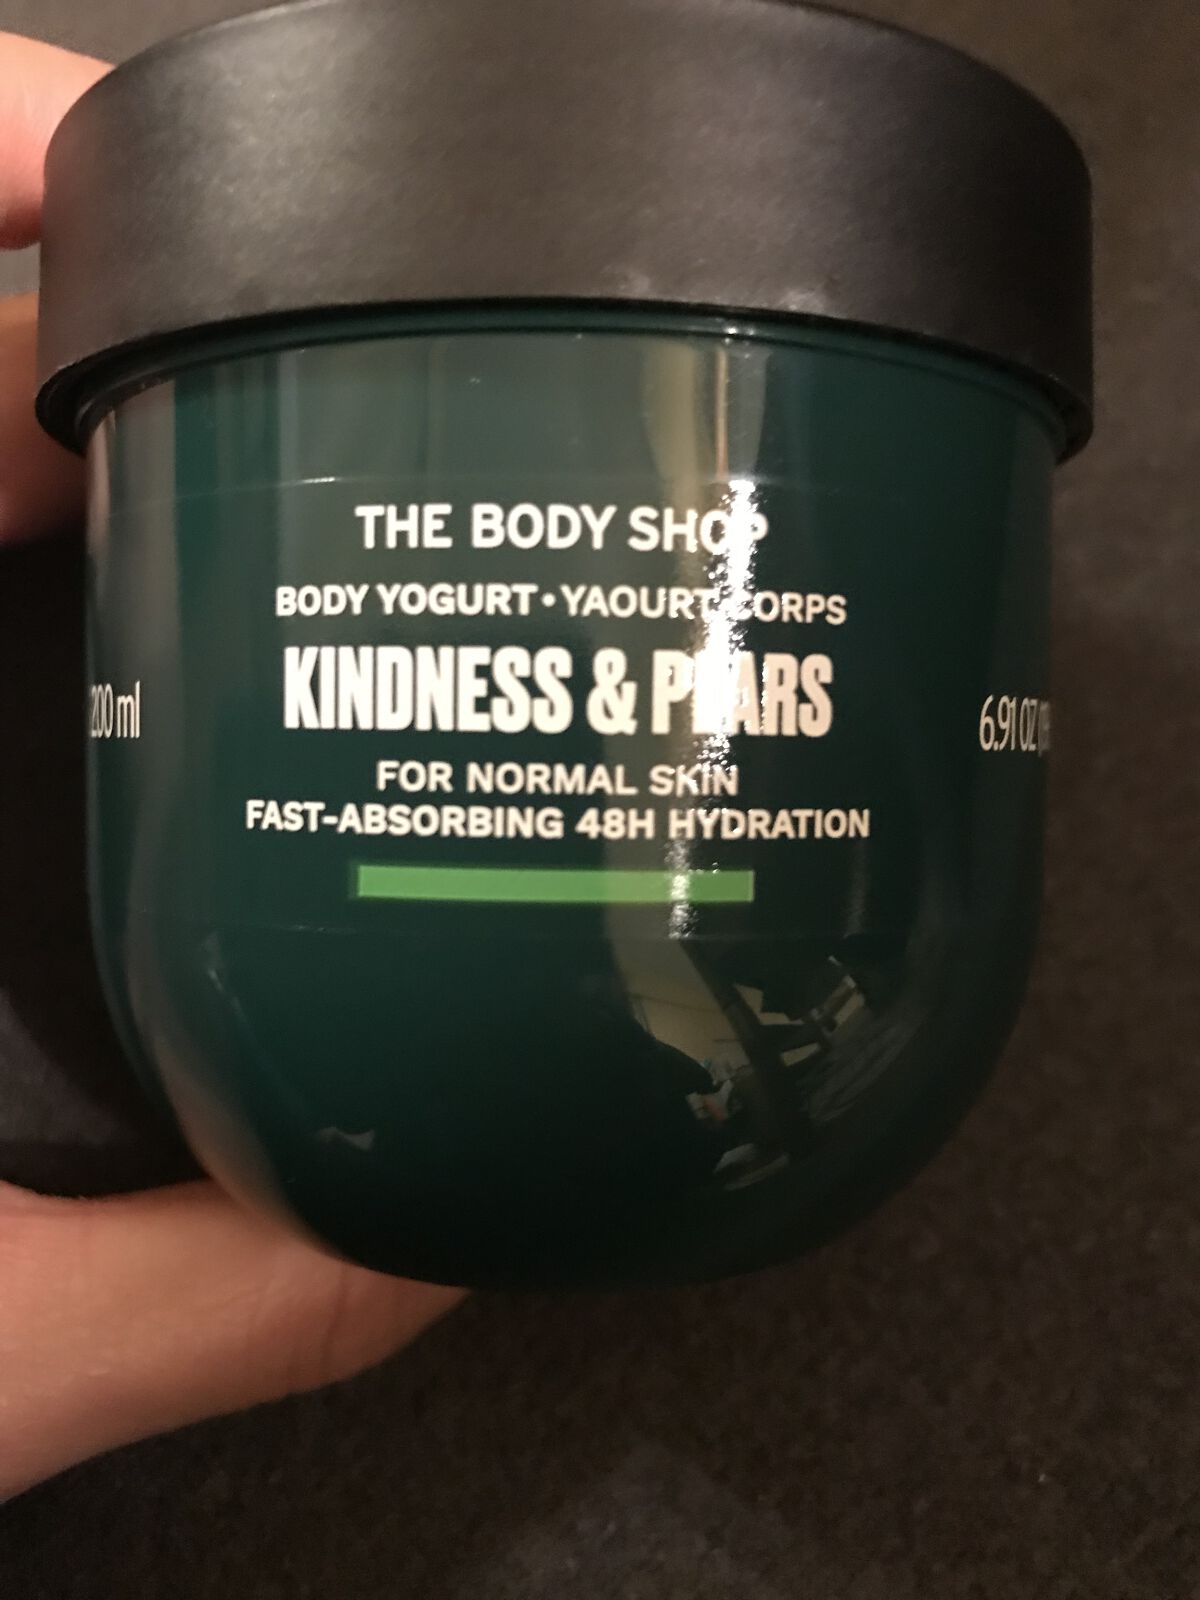 THE BODY SHOP
BODY YOGURT • YAOURT CORPS
KINDNESS & PEARS
200 ml
6.91 OZ
FOR NORMAL SKIN
FAST-ABSORBING 48H HYDRATION